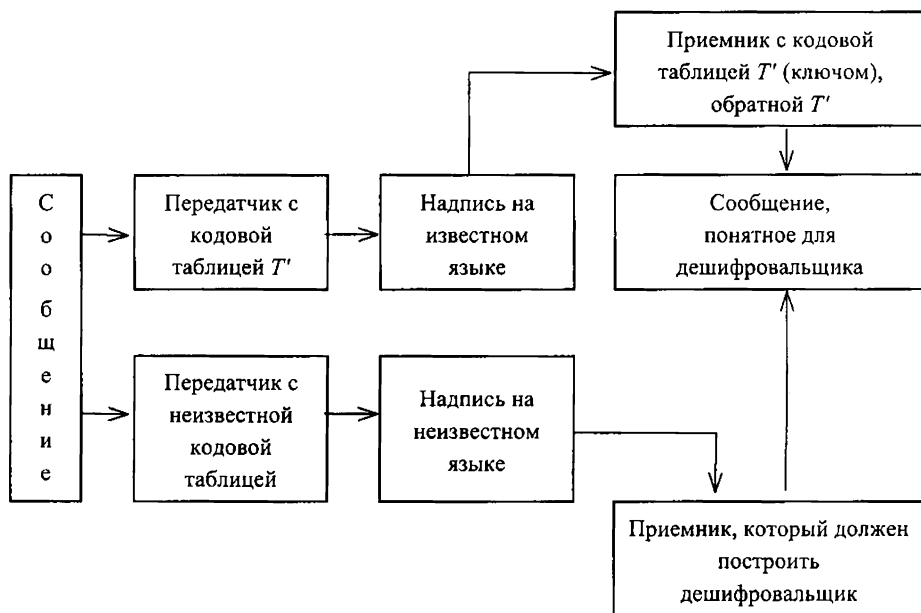 Приемник с кодовой
таблицей T' (ключом),
обратной T'
Сообщение
Передатчик с
кодовой
таблицей T'
Надпись на
известном
языке
Сообщение,
понятное для
дешифровальщика
Передатчик с
неизвестной
кодовой
таблицей
Надпись на
неизвестном
языке
Приемник, который должен
построить
дешифровальщик